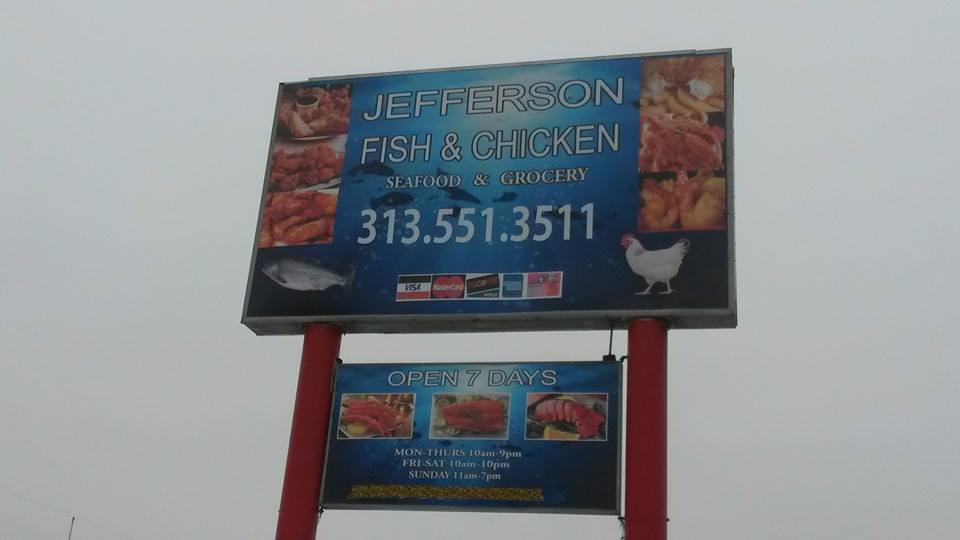 JEFFERSON
FISH & CHICKEN
SEAFOOD & GROCERY
313.551.3511
VISA MasterCard DISCOVER
OPEN 7 DAYS
MON-THURS 10am-9pm
FRI-SAT 10am-10pm
SUNDAY 11am-7pm